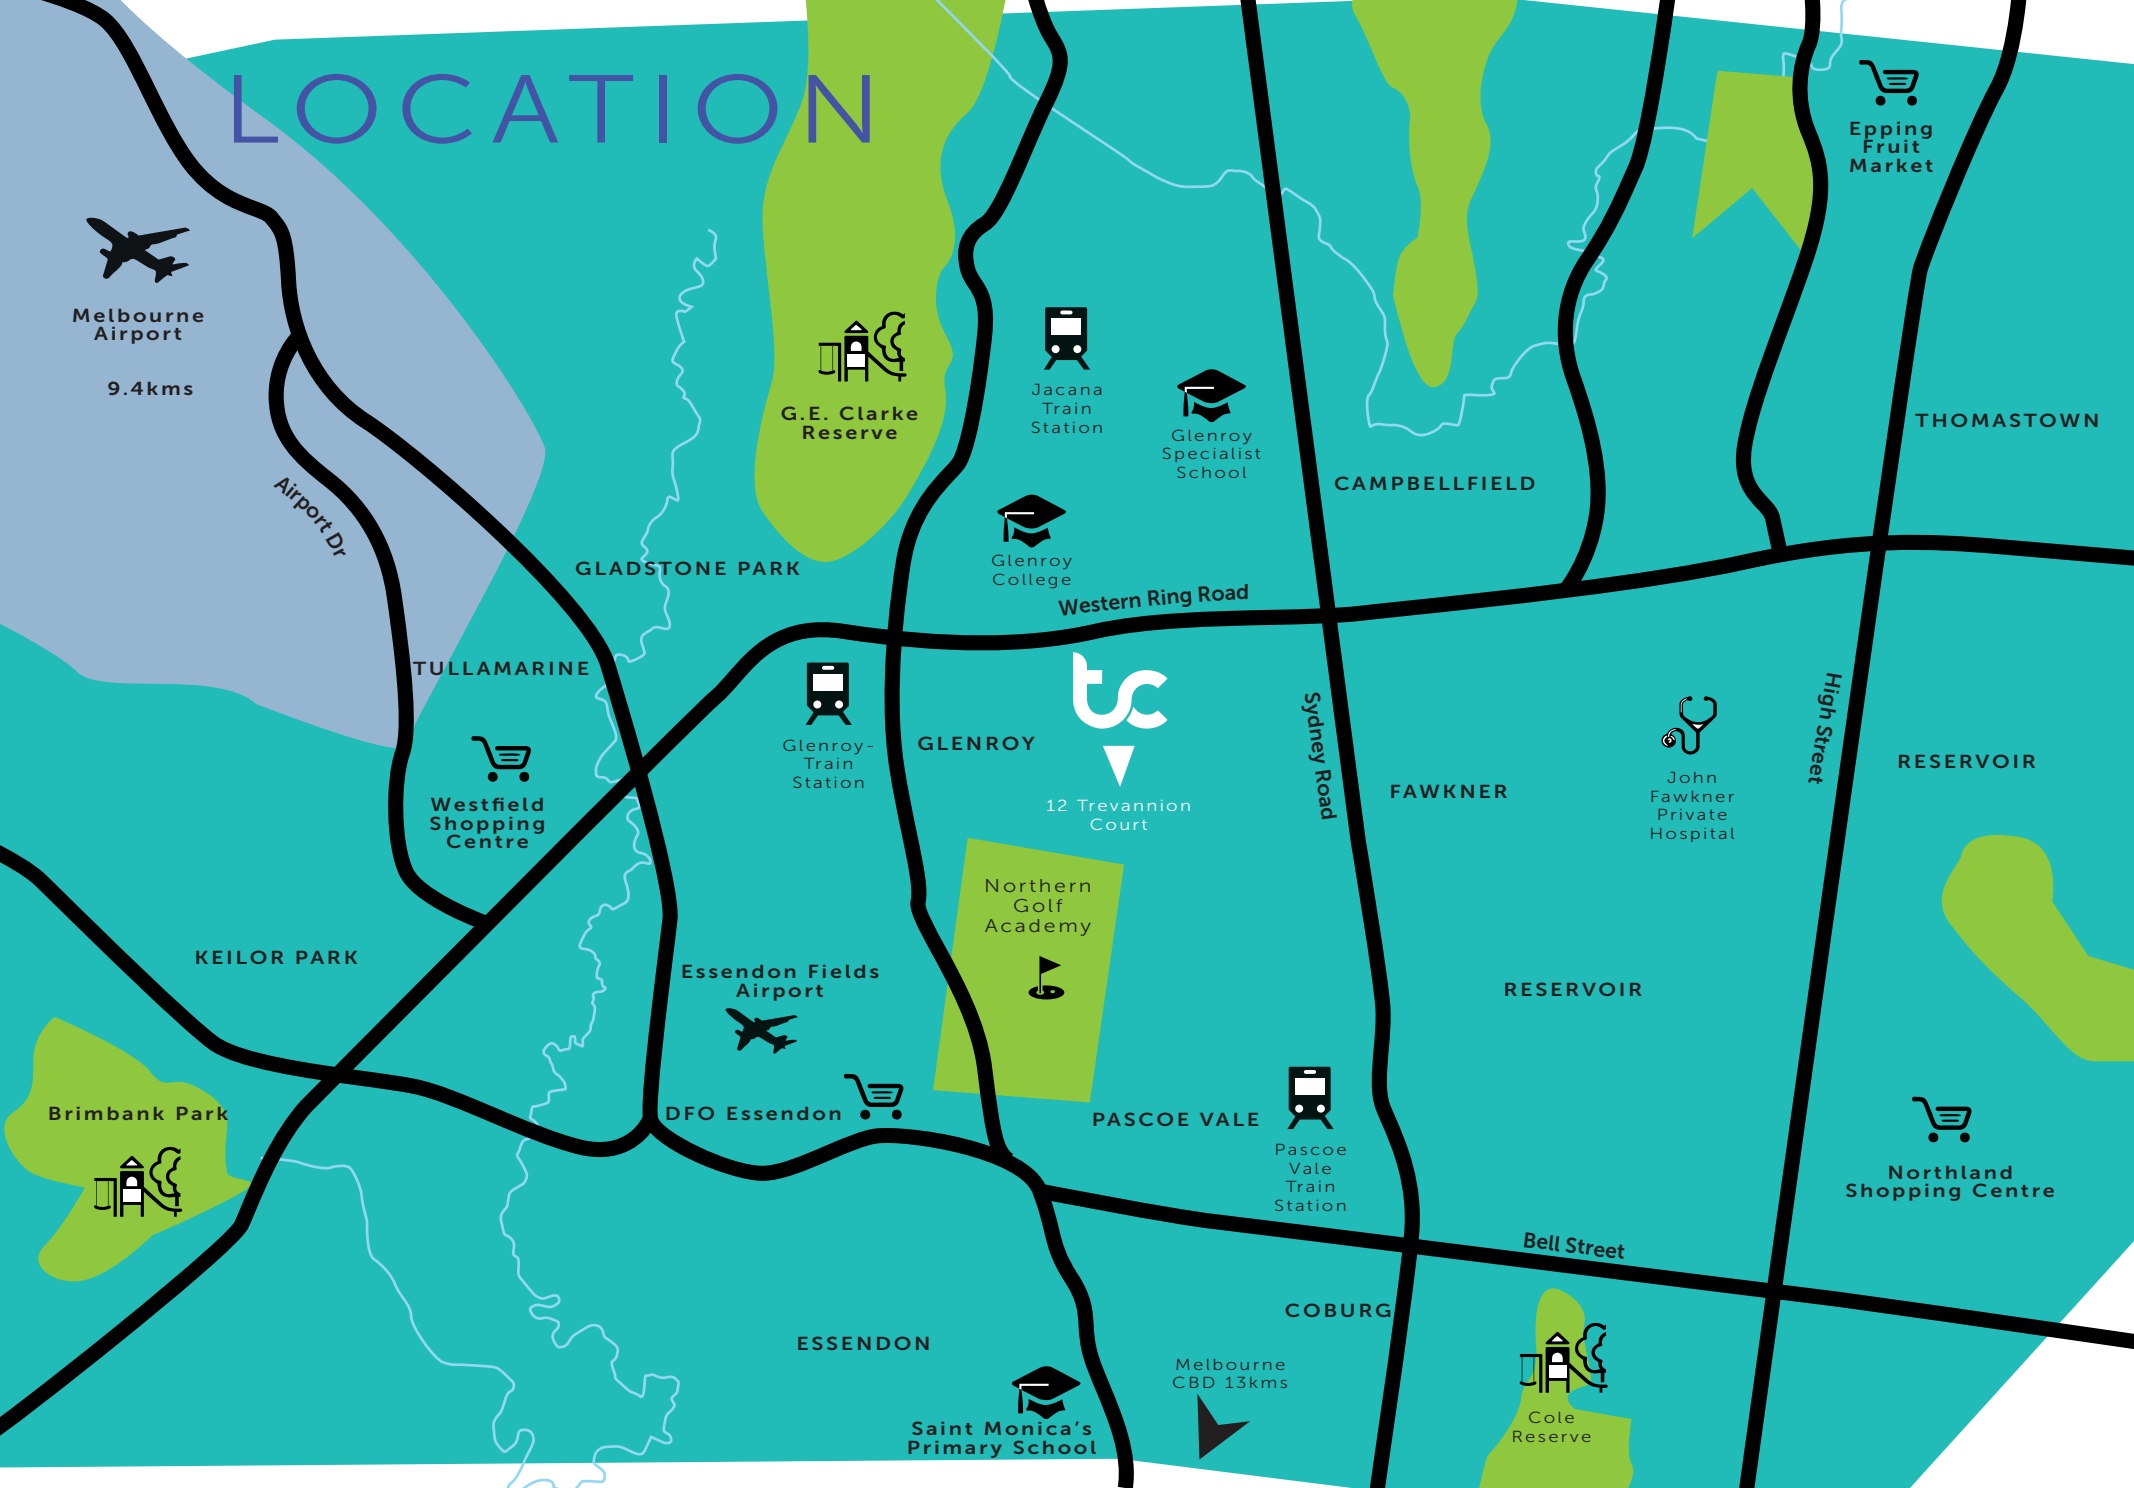 LOCATION
Epping
Fruit
Market
Melbourne
Airport
9.4kms
G.E. Clarke
Reserve
Jacana
Train
Station
Glenroy
Specialist
School
THOMASTOWN
CAMPBELLFIELD
Airport Dr
Glenroy
College
GLADSTONE PARK
Western Ring Road
TULLAMARINE
tc
Glenroy-
Train
Station
GLENROY
12 Trevannion
Court
Sydney Road
FAWKNER
John
Fawkner
Private
Hospital
High Street
RESERVOIR
Westfield
Shopping
Centre
Northern
Golf
Academy
KEILOR PARK
Essendon Fields
Airport
RESERVOIR
Brimbank Park
DFO Essendon
PASCOE VALE
Pascoe
Vale
Train
Station
Northland
Shopping Centre
Bell Street
COBURG
ESSENDON
Melbourne
CBD 13kms
Saint Monica's
Primary School
Cole
Reserve